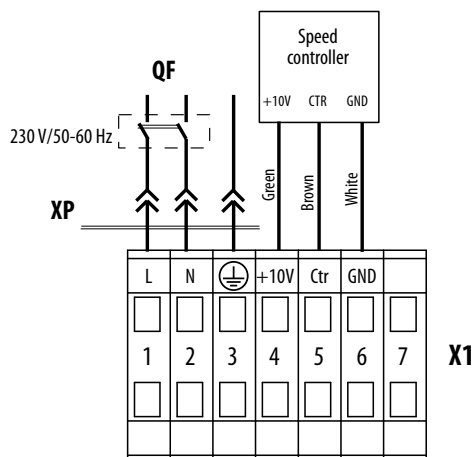 Speed
controller
QF
+10V CTR GND
230 V/50-60 Hz
Green
Brown
White
XP
L N +10V Ctr GND
1 2 3 4 5 6 7
X1